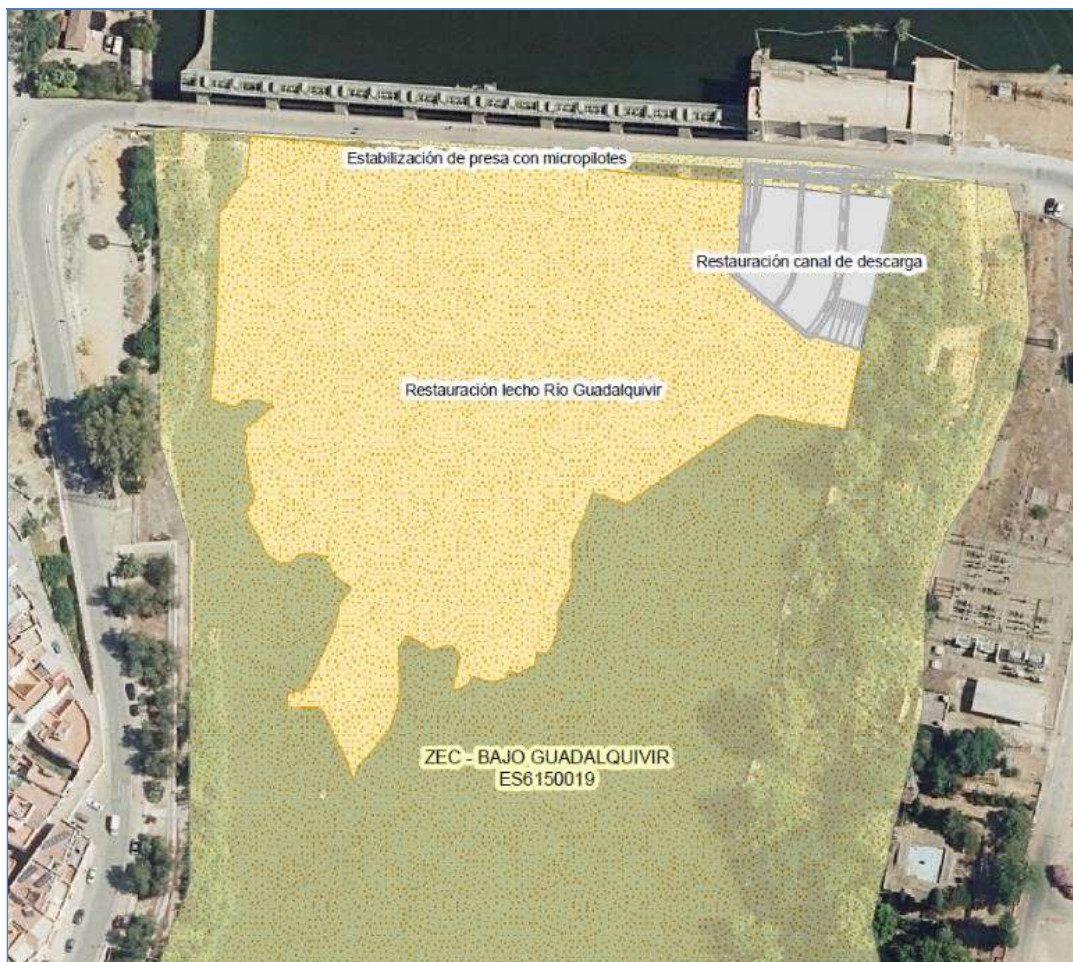 Estabilización de presa con micropilotes
Restauración canal de descarga
Restauración lecho Río Guadalquivir
ZEC - BAJO GUADALQUIVIR
ES6150019